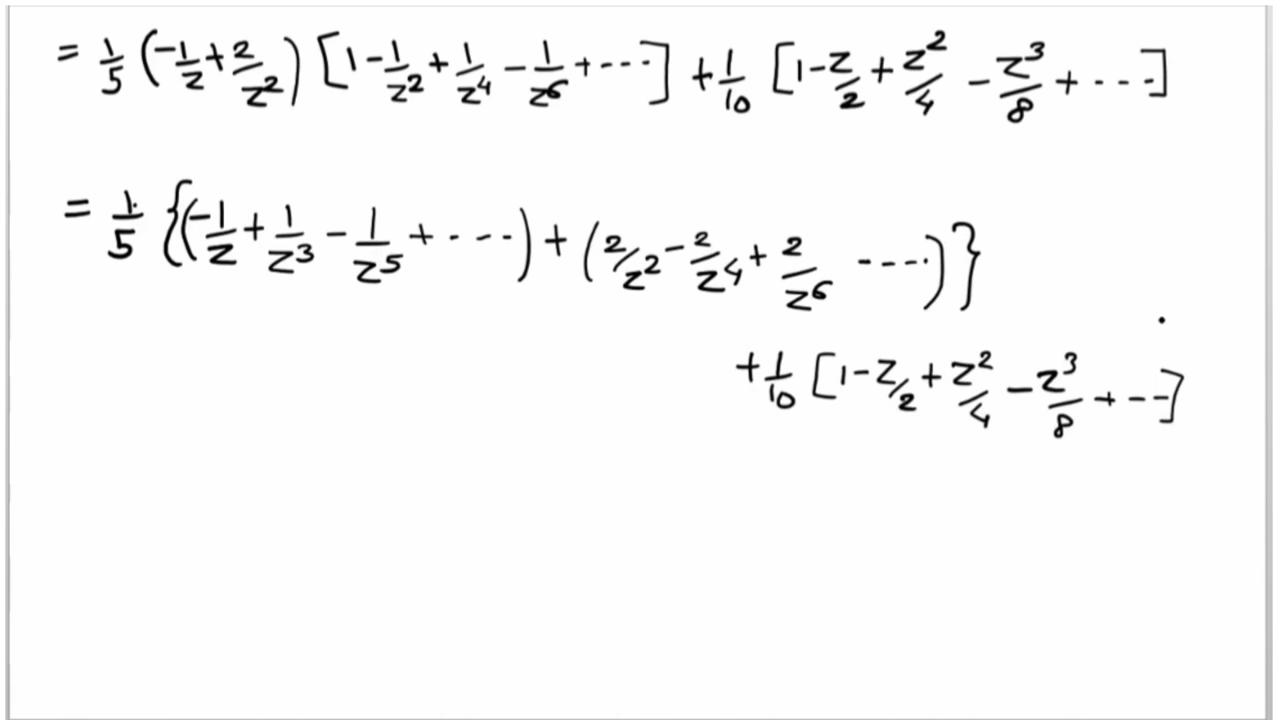 = 1/5 (-1/z + 2/z²) [1 - 1/z² + 1/z⁴ - 1/z⁶ + ----] + 1/10 [1 - z/2 + z²/4 - z³/8 + ----]
= 1/5 {(-1/z + 1/z³ - 1/z⁵ + ----) + (2/z² - 2/z⁴ + 2/z⁶ ----)}
+ 1/10 [1 - z/2 + z²/4 - z³/8 + ---]